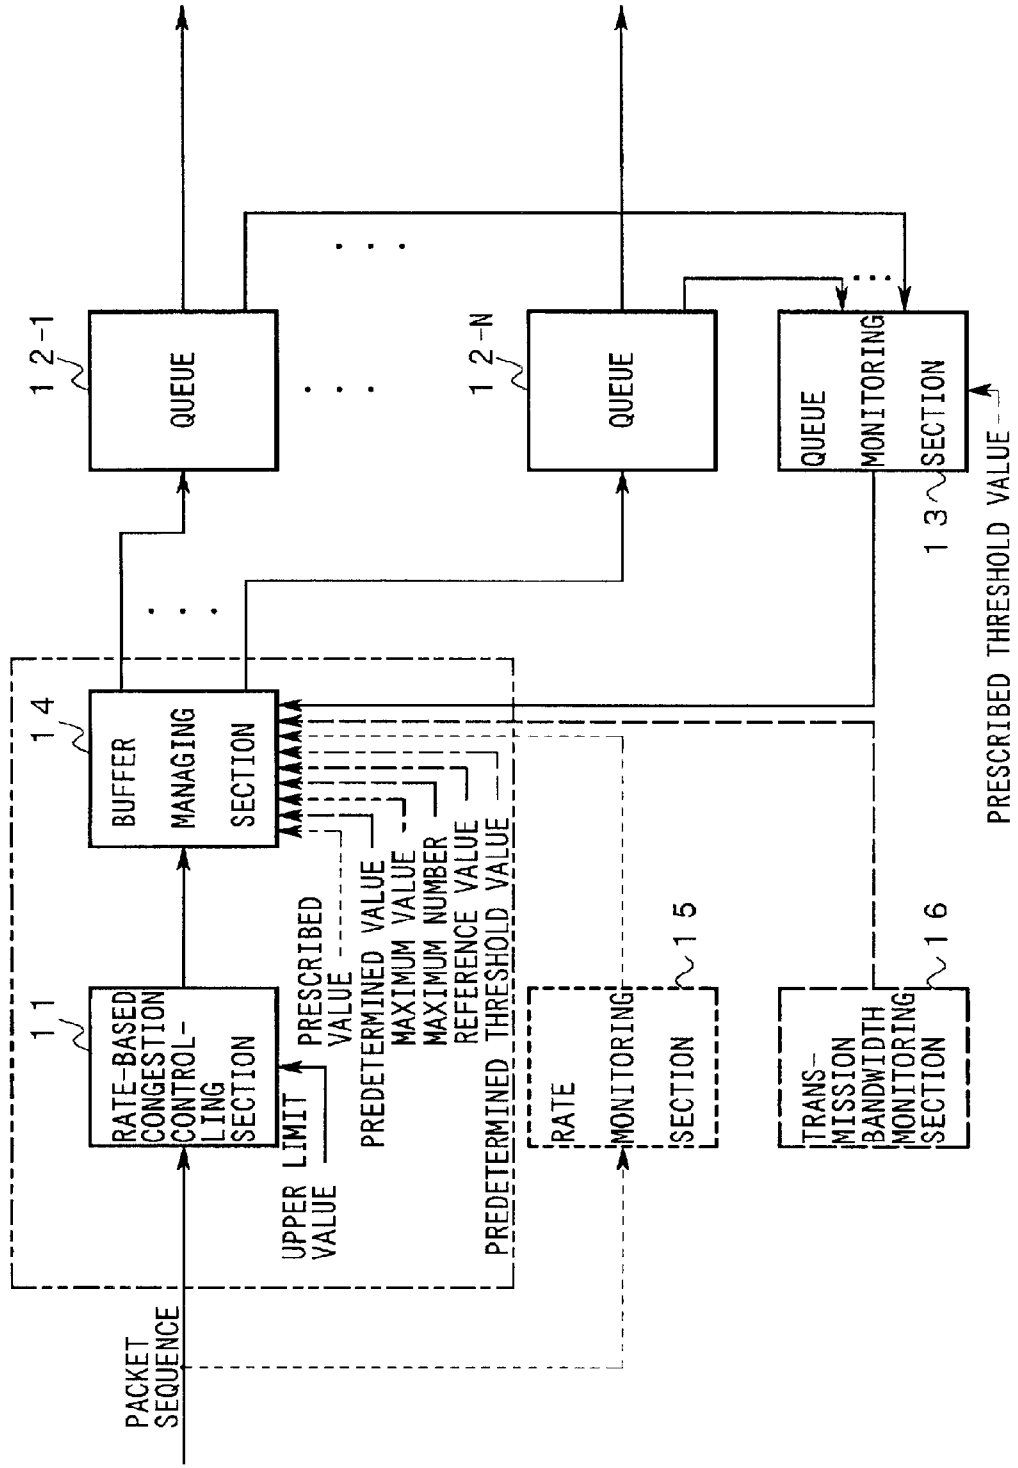 PACKET
SEQUENCE
11
RATE-BASED
CONGESTION
CONTROL-
LING
SECTION
UPPER LIMIT
VALUE
14
BUFFER
MANAGING
SECTION
PRESCRIBED
VALUE
PREDETERMINED VALUE
MAXIMUM VALUE
MAXIMUM NUMBER
REFERENCE VALUE
PREDETERMINED THRESHOLD VALUE
12-1
QUEUE
12-N
QUEUE
RATE
MONITORING
SECTION
15
TRANS-
MISSION
BANDWIDTH
MONITORING
SECTION
16
QUEUE
MONITORING
SECTION
13
PRESCRIBED THRESHOLD VALUE